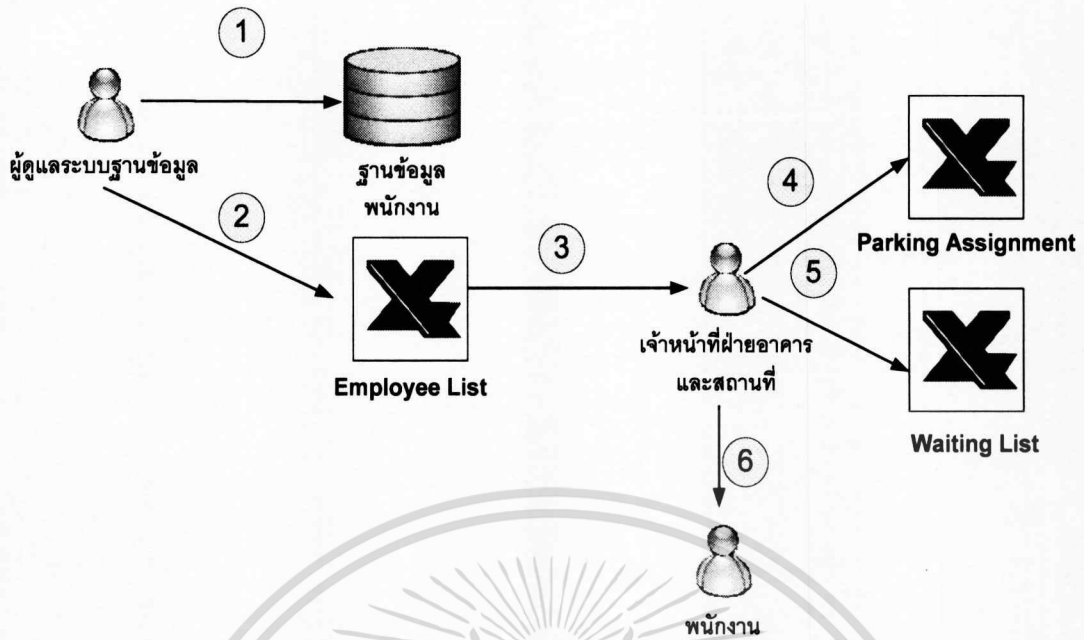 1
ผู้ดูแลระบบฐานข้อมูล
ฐานข้อมูล
พนักงาน
2
Employee List
3
เจ้าหน้าที่ฝ่ายอาคาร
และสถานที่
4
Parking Assignment
5
Waiting List
6
พนักงาน